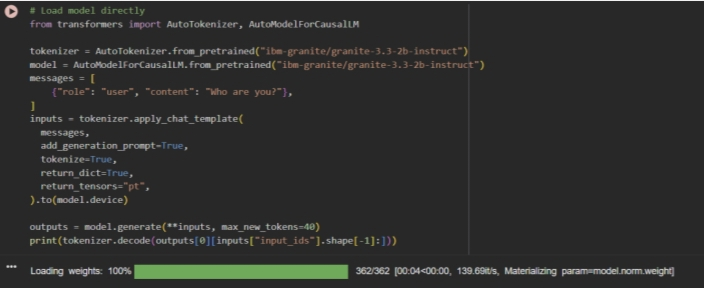 # Load model directly
from transformers import AutoTokenizer, AutoModelForCausalLM

tokenizer = AutoTokenizer.from_pretrained("ibm-granite/granite-3.3-2b-instruct")
model = AutoModelForCausalLM.from_pretrained("ibm-granite/granite-3.3-2b-instruct")
messages = [
    {"role": "user", "content": "Who are you?"},
]
inputs = tokenizer.apply_chat_template(
  messages,
  add_generation_prompt=True,
  tokenize=True,
  return_dict=True,
  return_tensors="pt",
).to(model.device)

outputs = model.generate(**inputs, max_new_tokens=40)
print(tokenizer.decode(outputs[0][inputs["input_ids"].shape[-1]:]))
... Loading weights: 100% 362/362 [00:04<00:00, 139.69it/s, Materializing param=model.norm.weight]